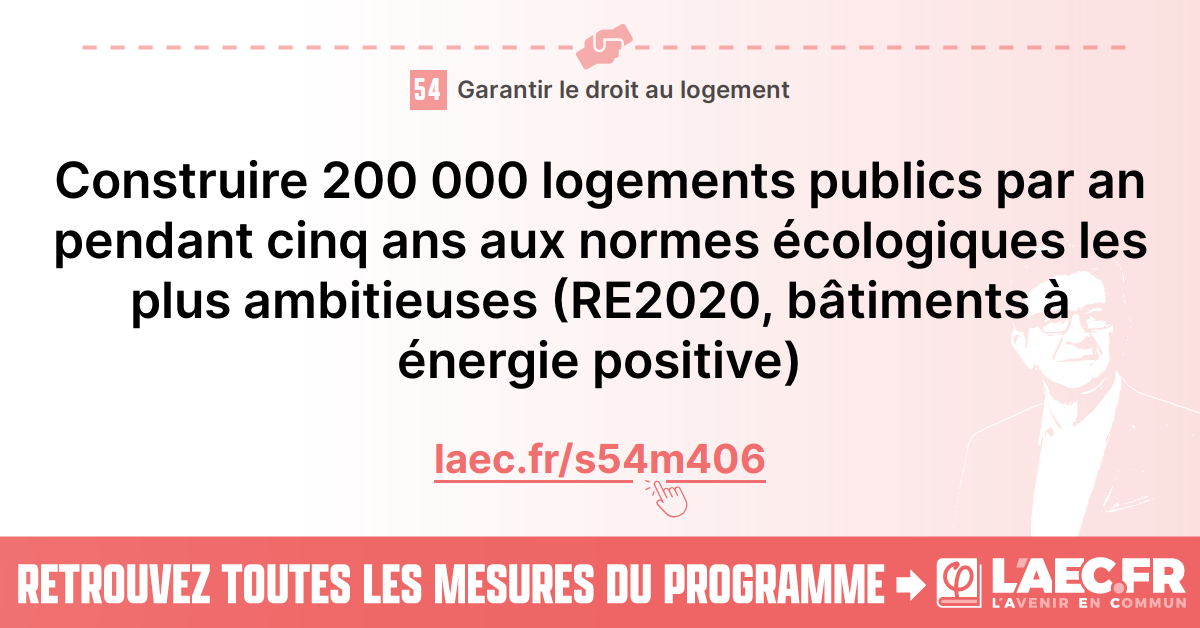 54 Garantir le droit au logement
Construire 200 000 logements publics par an
pendant cinq ans aux normes écologiques les
plus ambitieuses (RE2020, bâtiments à
énergie positive)
laec.fr/s54m406
RETROUVEZ TOUTES LES MESURES DU PROGRAMME φ L'AEC.FR
L'AVENIR EN COMMUN